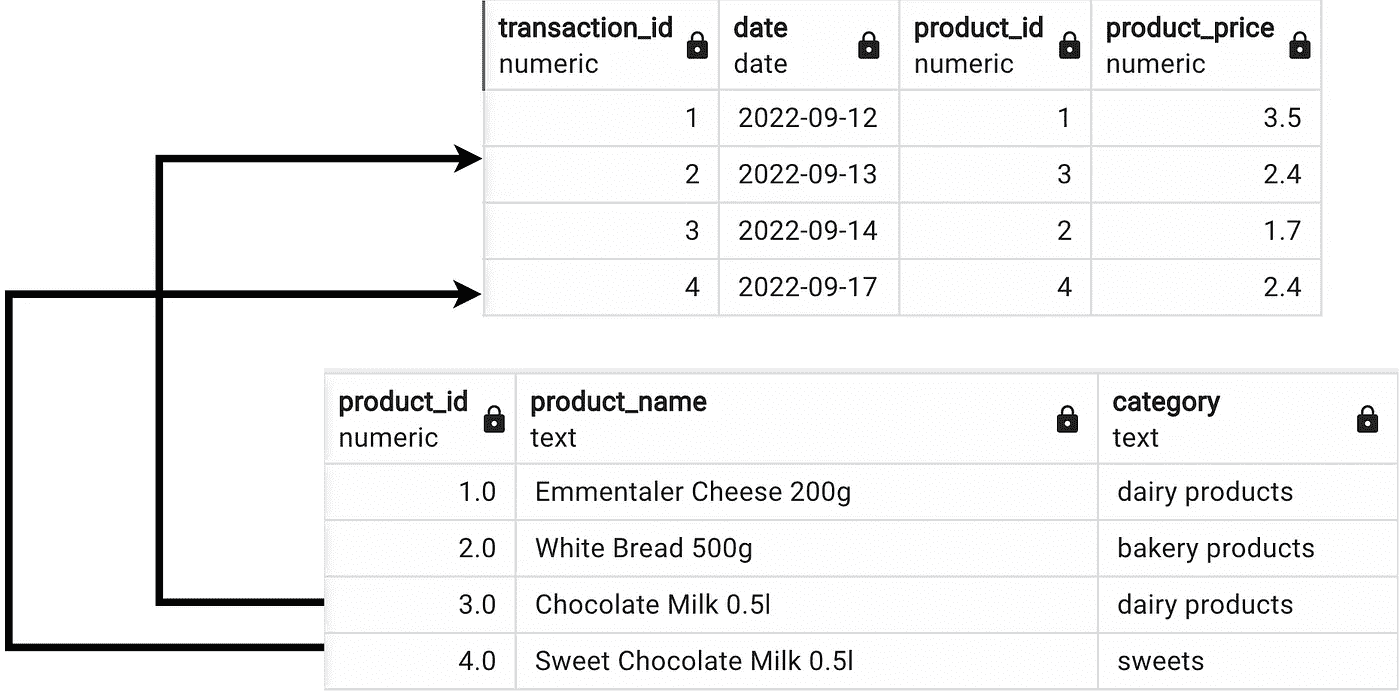 transaction_id date product_id product_price
numeric date numeric numeric
1 2022-09-12 1 3.5
2 2022-09-13 3 2.4
3 2022-09-14 2 1.7
4 2022-09-17 4 2.4
product_id product_name category
numeric text text
1.0 Emmentaler Cheese 200g dairy products
2.0 White Bread 500g bakery products
3.0 Chocolate Milk 0.5l dairy products
4.0 Sweet Chocolate Milk 0.5l sweets